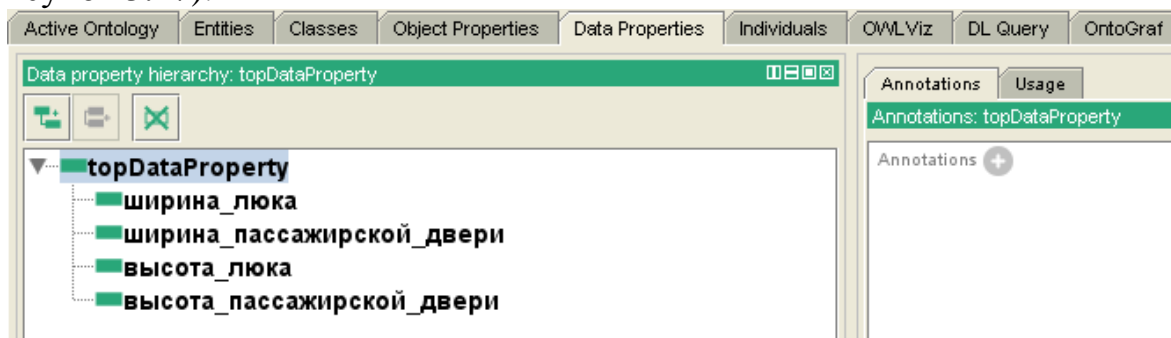 Active Ontology Entities Classes Object Properties Data Properties Individuals OWLViz DL Query OntoGraf
Data property hierarchy: topDataProperty
topDataProperty
ширина_люка
ширина_пассажирской_двери
высота_люка
высота_пассажирской_двери
Annotations Usage
Annotations: topDataProperty
Annotations